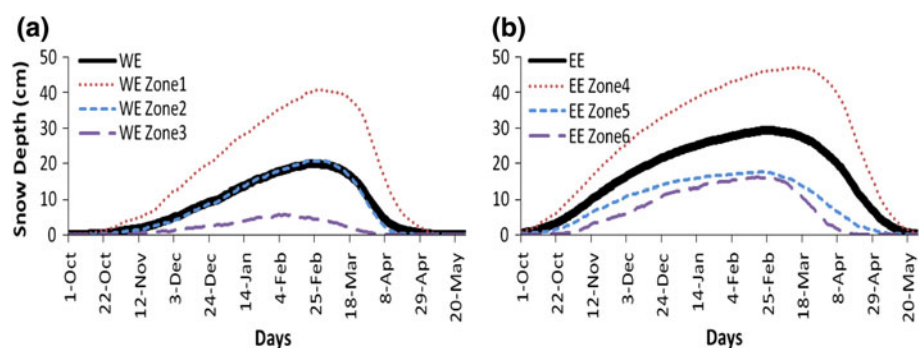 (a)
WE
WE Zone1
WE Zone2
WE Zone3
Snow Depth (cm)
50
40
30
20
10
0
1-Oct
22-Oct
12-Nov
3-Dec
24-Dec
14-Jan
4-Feb
25-Feb
18-Mar
8-Apr
29-Apr
20-May
Days
(b)
EE
EE Zone4
EE Zone5
EE Zone6
50
40
30
20
10
0
1-Oct
22-Oct
12-Nov
3-Dec
24-Dec
14-Jan
4-Feb
25-Feb
18-Mar
8-Apr
29-Apr
20-May
Days